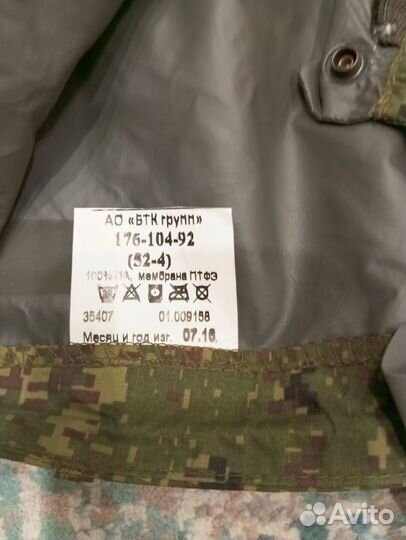 АО «БТК групп»
176-104-92
(52-4)
100% ПА, мембрана ПТФЭ
35407 01.009158
Месяц и год изг. 07.16.
Avito